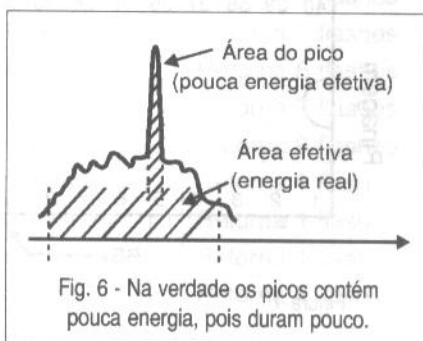 Área do pico
(pouca energia efetiva)
Área efetiva
(energia real)
Fig. 6 - Na verdade os picos contém
pouca energia, pois duram pouco.